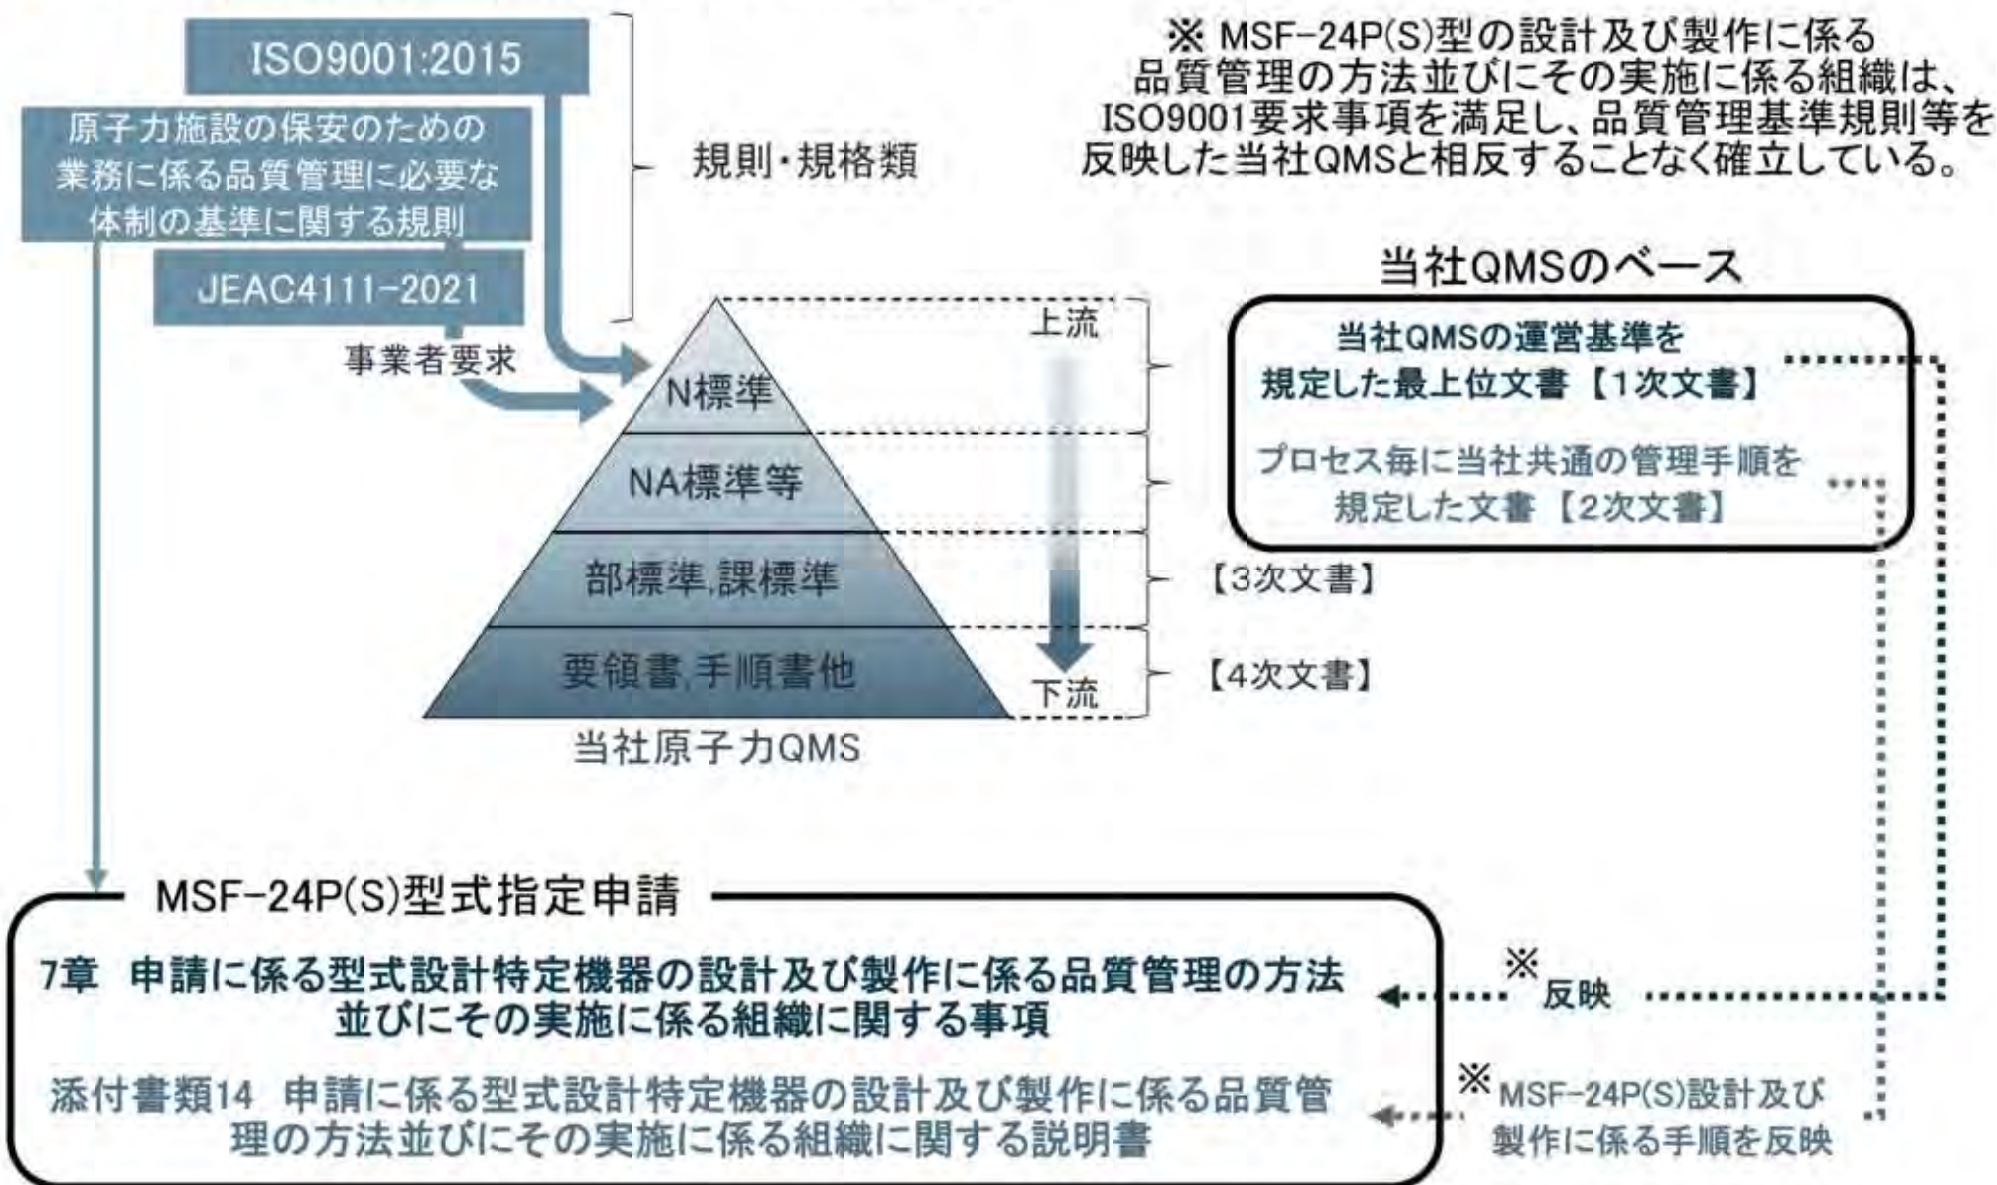 ISO9001:2015
原子力施設の保安のための
業務に係る品質管理に必要な
体制の基準に関する規則
JEAC4111-2021
事業者要求
規則・規格類
※ MSF-24P(S)型の設計及び製作に係る
品質管理の方法並びにその実施に係る組織は、
ISO9001要求事項を満足し、品質管理基準規則等を
反映した当社QMSと相反することなく確立している。
N標準
NA標準等
部標準,課標準
要領書,手順書他
当社原子力QMS
上流
下流
当社QMSのベース
当社QMSの運営基準を
規定した最上位文書【1次文書】
プロセス毎に当社共通の管理手順を
規定した文書【2次文書】
【3次文書】
【4次文書】
MSF-24P(S)型式指定申請
7章 申請に係る型式設計特定機器の設計及び製作に係る品質管理の方法
並びにその実施に係る組織に関する事項
添付書類14 申請に係る型式設計特定機器の設計及び製作に係る品質管
理の方法並びにその実施に係る組織に関する説明書
※反映
※MSF-24P(S)設計及び
製作に係る手順を反映